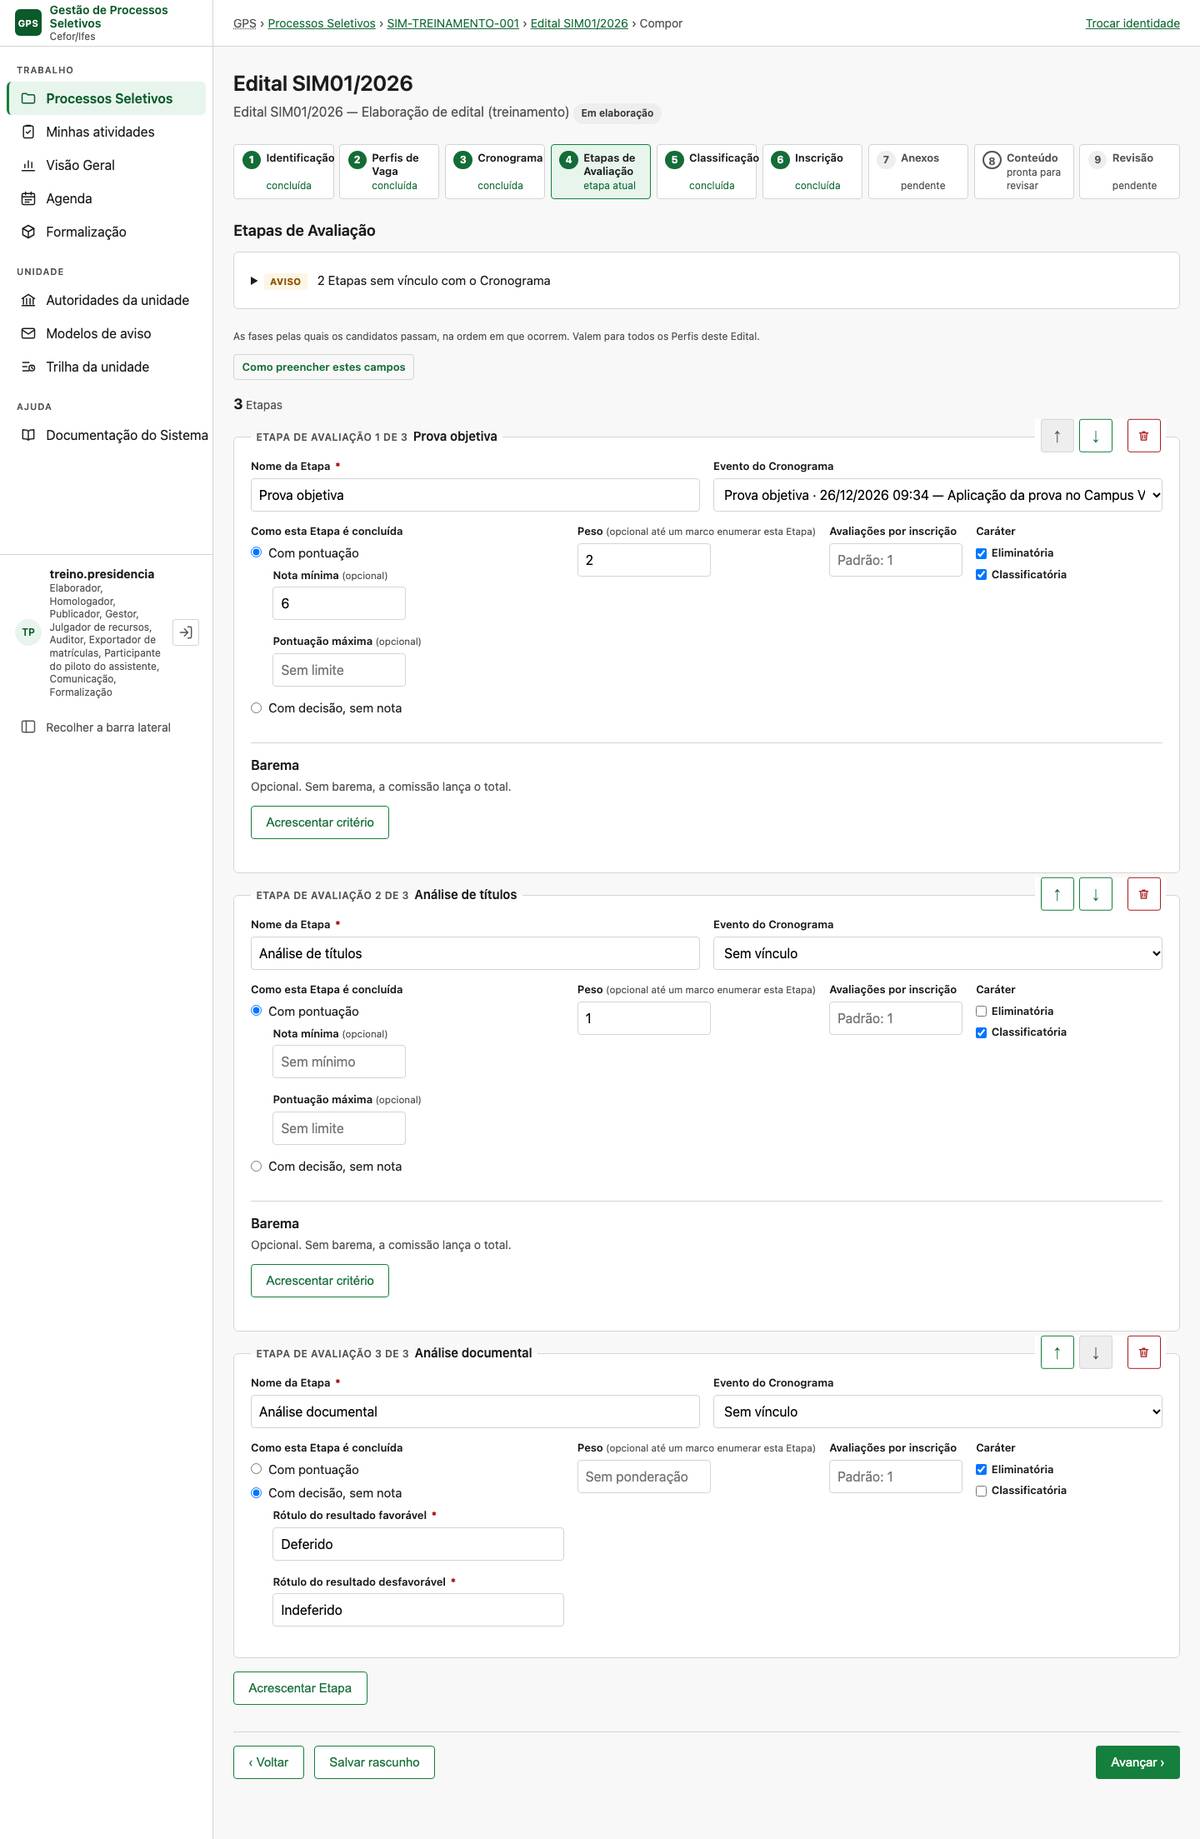 GPS
Gestão de Processos
Seletivos
Cefor/Ifes
TRABALHO
Processos Seletivos
Minhas atividades
Visão Geral
Agenda
Formalização
UNIDADE
Autoridades da unidade
Modelos de aviso
Trilha da unidade
AJUDA
Documentação do Sistema
TP
treino.presidencia
Elaborador,
Homologador,
Publicador, Gestor,
Julgador de recursos,
Auditor, Exportador de
matrículas, Participante
do piloto do assistente,
Comunicação,
Formalização
Recolher a barra lateral
GPS › Processos Seletivos › SIM-TREINAMENTO-001 › Edital SIM01/2026 › Compor
Trocar identidade
Edital SIM01/2026
Edital SIM01/2026 — Elaboração de edital (treinamento) Em elaboração
1 Identificação
concluída
2 Perfis de
Vaga
concluída
3 Cronograma
concluída
4 Etapas de
Avaliação
etapa atual
5 Classificação
concluída
6 Inscrição
concluída
7 Anexos
pendente
8 Conteúdo
pronta para
revisar
9 Revisão
pendente
Etapas de Avaliação
AVISO 2 Etapas sem vínculo com o Cronograma
As fases pelas quais os candidatos passam, na ordem em que ocorrem. Valem para todos os Perfis deste Edital.
Como preencher estes campos
3 Etapas
ETAPA DE AVALIAÇÃO 1 DE 3 Prova objetiva
↑ ↓
Nome da Etapa *
Prova objetiva
Evento do Cronograma
Prova objetiva · 26/12/2026 09:34 — Aplicação da prova no Campus V
Como esta Etapa é concluída
Com pontuação
Nota mínima (opcional)
6
Pontuação máxima (opcional)
Sem limite
Com decisão, sem nota
Peso (opcional até um marco enumerar esta Etapa)
2
Avaliações por inscrição
Padrão: 1
Caráter
Eliminatória
Classificatória
Barema
Opcional. Sem barema, a comissão lança o total.
Acrescentar critério
ETAPA DE AVALIAÇÃO 2 DE 3 Análise de títulos
↑ ↓
Nome da Etapa *
Análise de títulos
Evento do Cronograma
Sem vínculo
Como esta Etapa é concluída
Com pontuação
Nota mínima (opcional)
Sem mínimo
Pontuação máxima (opcional)
Sem limite
Com decisão, sem nota
Peso (opcional até um marco enumerar esta Etapa)
1
Avaliações por inscrição
Padrão: 1
Caráter
Eliminatória
Classificatória
Barema
Opcional. Sem barema, a comissão lança o total.
Acrescentar critério
ETAPA DE AVALIAÇÃO 3 DE 3 Análise documental
↑ ↓
Nome da Etapa *
Análise documental
Evento do Cronograma
Sem vínculo
Como esta Etapa é concluída
Com pontuação
Com decisão, sem nota
Rótulo do resultado favorável *
Deferido
Rótulo do resultado desfavorável *
Indeferido
Peso (opcional até um marco enumerar esta Etapa)
Sem ponderação
Avaliações por inscrição
Padrão: 1
Caráter
Eliminatória
Classificatória
Acrescentar Etapa
‹ Voltar
Salvar rascunho
Avançar ›